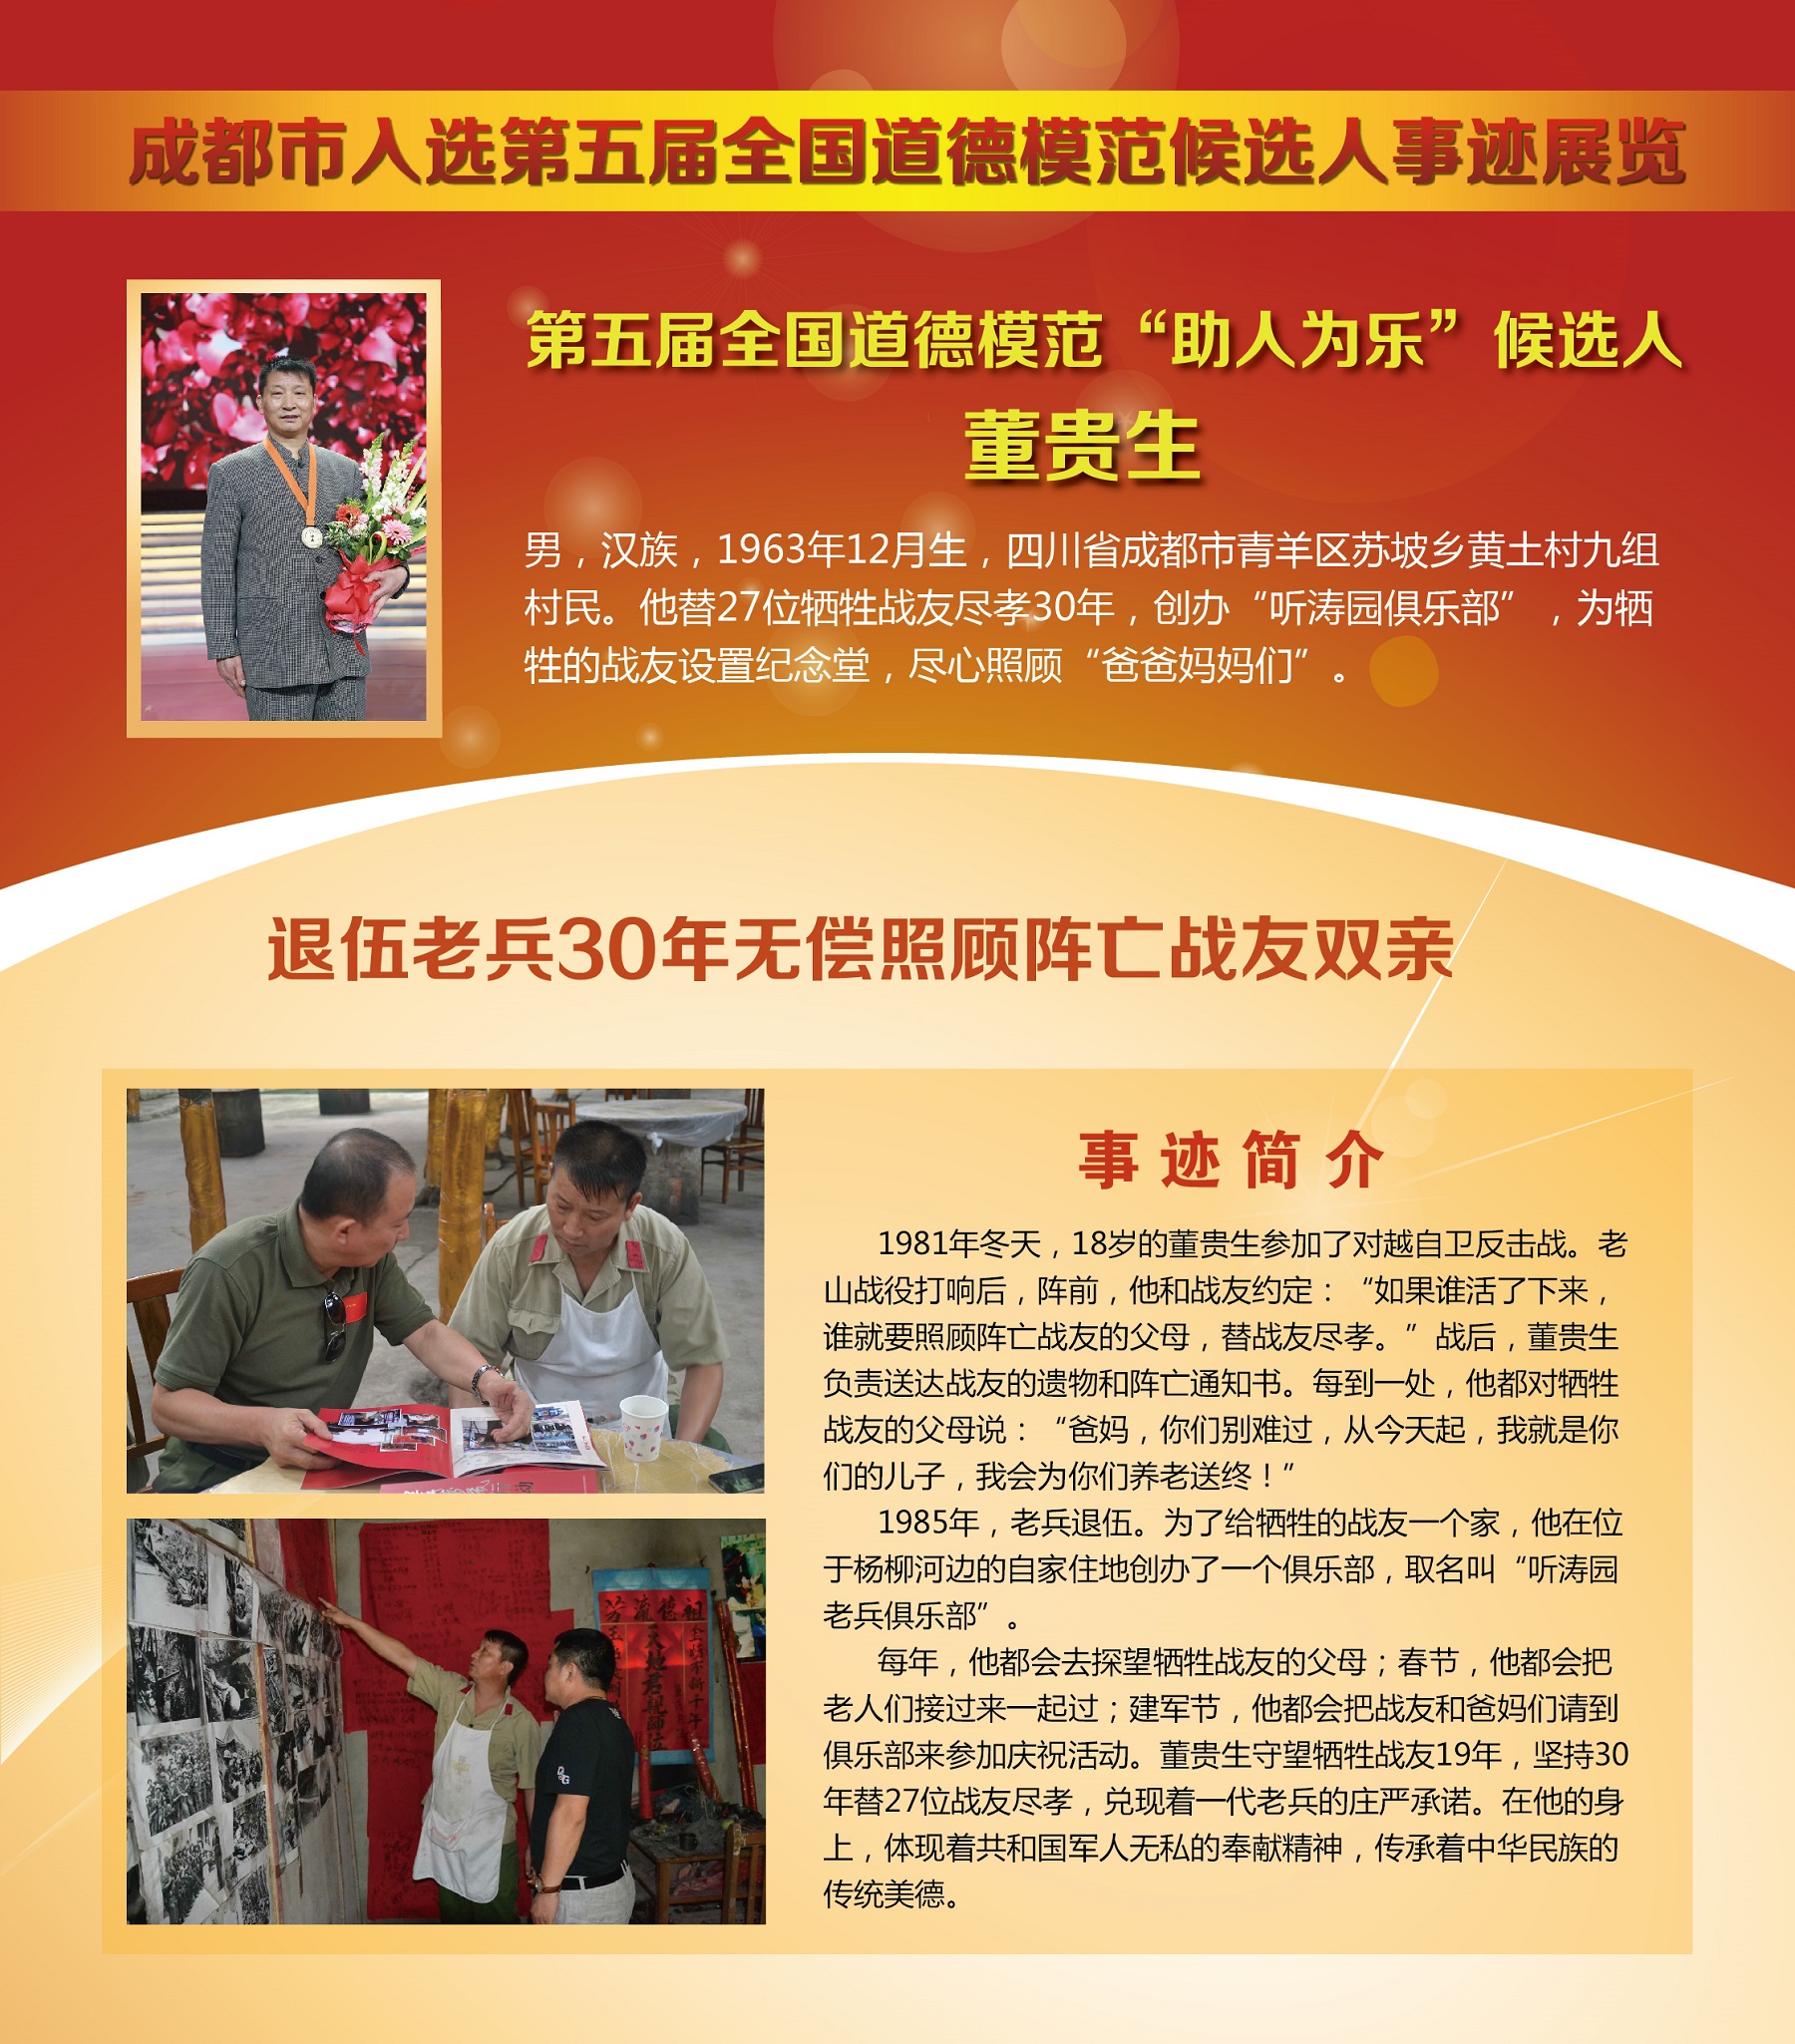 成都市入选第五届全国道德模范候选人事迹展览
第五届全国道德模范“助人为乐”候选人
董贵生
男，汉族，1963年12月生，四川省成都市青羊区苏坡乡黄土村九组
村民。他替27位牺牲战友尽孝30年，创办“听涛园俱乐部”，为牺
牲的战友设置纪念堂，尽心照顾“爸爸妈妈们”。
退伍老兵30年无偿照顾阵亡战友双亲
事迹简介
1981年冬天，18岁的董贵生参加了对越自卫反击战。老
山战役打响后，阵前，他和战友约定：“如果谁活了下来，
谁就要照顾阵亡战友的父母，替战友尽孝。”战后，董贵生
负责送达战友的遗物和阵亡通知书。每到一处，他都对牺牲
战友的父母说：“爸妈，你们别难过，从今天起，我就是你
们的儿子，我会为你们养老送终！”
1985年，老兵退伍。为了给牺牲的战友一个家，他在位
于杨柳河边的自家住地创办了一个俱乐部，取名叫“听涛园
老兵俱乐部”。
每年，他都会去探望牺牲战友的父母；春节，他都会把
老人们接过来一起过；建军节，他都会把战友和爸妈们请到
俱乐部来参加庆祝活动。董贵生守望牺牲战友19年，坚持30
年替27位战友尽孝，兑现着一代老兵的庄严承诺。在他的身
上，体现着共和国军人无私的奉献精神，传承着中华民族的
传统美德。
芳流德祖
天地君亲師位
D&G